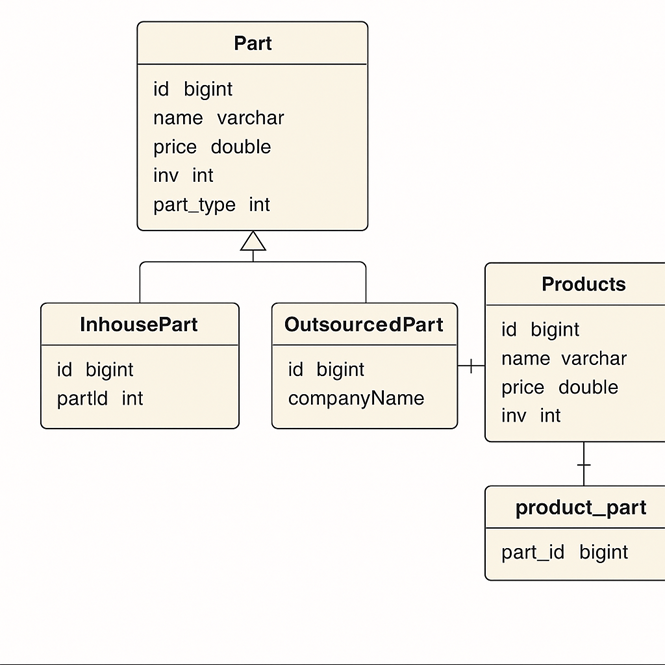 Part
id bigint
name varchar
price double
inv int
part_type int
InhousePart
id bigint
partId int
OutsourcedPart
id bigint
companyName
Products
id bigint
name varchar
price double
inv int
product_part
part_id bigint